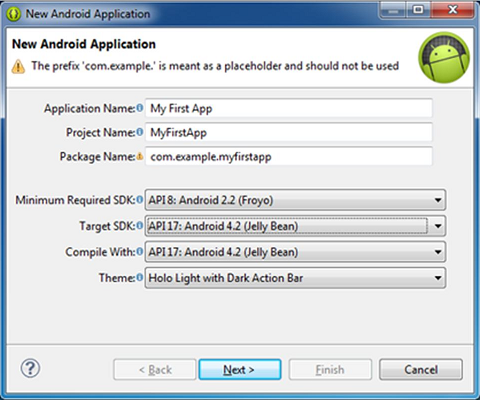 New Android Application
New Android Application
The prefix 'com.example.' is meant as a placeholder and should not be used
Application Name: My First App
Project Name: MyFirstApp
Package Name: com.example.myfirstapp
Minimum Required SDK: API 8: Android 2.2 (Froyo)
Target SDK: API 17: Android 4.2 (Jelly Bean)
Compile With: API 17: Android 4.2 (Jelly Bean)
Theme: Holo Light with Dark Action Bar
? < Back Next > Finish Cancel